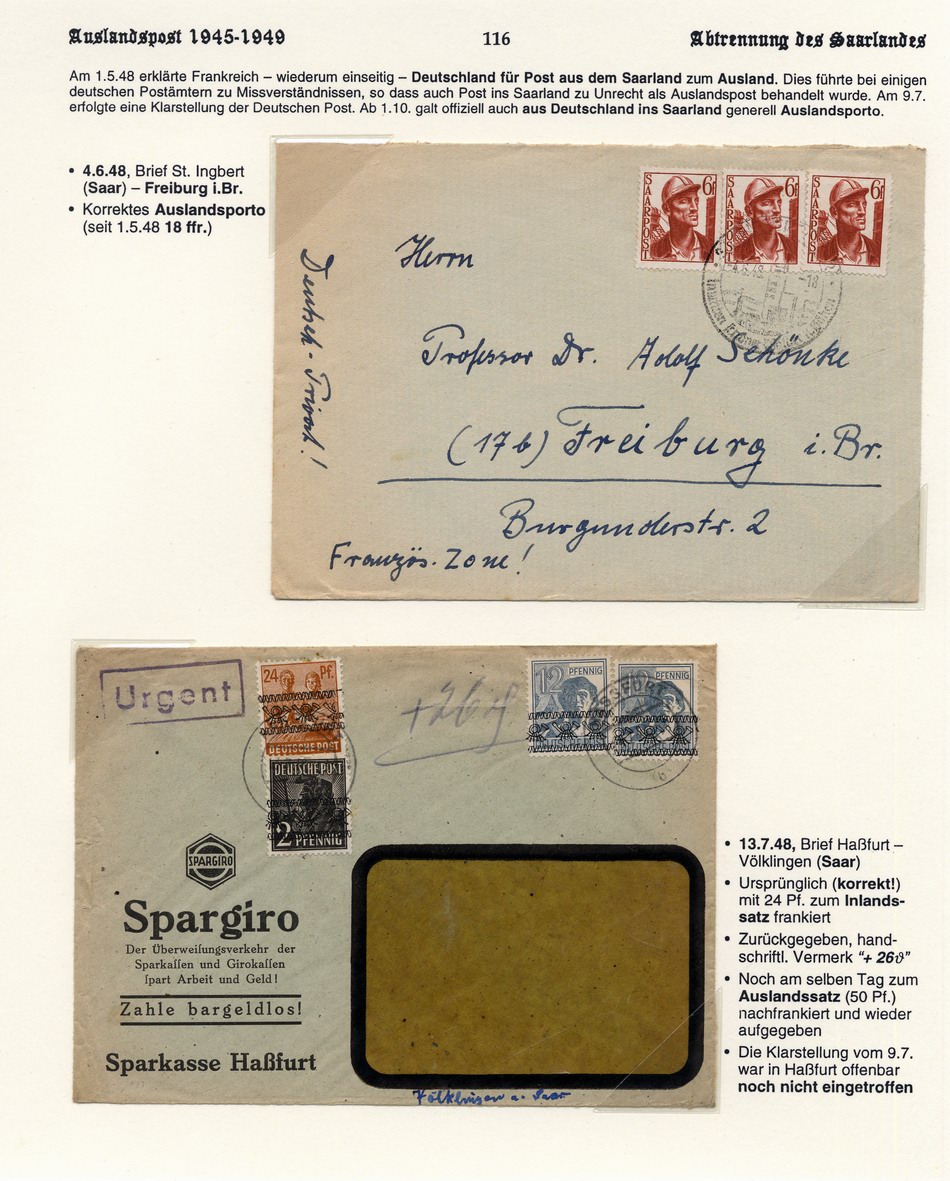 Auslandspost 1945-1949
116
Abtrennung des Saarlandes
Am 1.5.48 erklärte Frankreich – wiederum einseitig – Deutschland für Post aus dem Saarland zum Ausland. Dies führte bei einigen
deutschen Postämtern zu Missverständnissen, so dass auch Post ins Saarland zu Unrecht als Auslandspost behandelt wurde. Am 9.7.
erfolgte eine Klarstellung der Deutschen Post. Ab 1.10. galt offiziell auch aus Deutschland ins Saarland generell Auslandsporto.
• 4.6.48, Brief St. Ingbert
(Saar) – Freiburg i.Br.
• Korrektes Auslandsporto
(seit 1.5.48 18 ffr.)
SAARPOST 6f
SAARPOST 6f
SAARPOST 6f
-4.6.48
-18
Herrn
Professor Dr. Adolf Schönke
(17b) Freiburg i.Br.
Burgunderstr. 2
Französ. Zone!
Deutsch-Privat!
Urgent
24 Pf.
DEUTSCHE POST
DEUTSCHE POST
2 PFENNIG
12 PFENNIG
PFENNIG
SPARGIRO
Spargiro
Der Überweiſungsverkehr der
Sparkaſſen und Girokaſſen
ſpart Arbeit und Geld!
Zahle bargeldlos!
Sparkasse Haßfurt
Völklingen a. Saar
• 13.7.48, Brief Haßfurt –
Völklingen (Saar)
• Ursprünglich (korrekt!)
mit 24 Pf. zum Inlands-
satz frankiert
• Zurückgegeben, hand-
schriftl. Vermerk "+ 26₰"
• Noch am selben Tag zum
Auslandssatz (50 Pf.)
nachfrankiert und wieder
aufgegeben
• Die Klarstellung vom 9.7.
war in Haßfurt offenbar
noch nicht eingetroffen